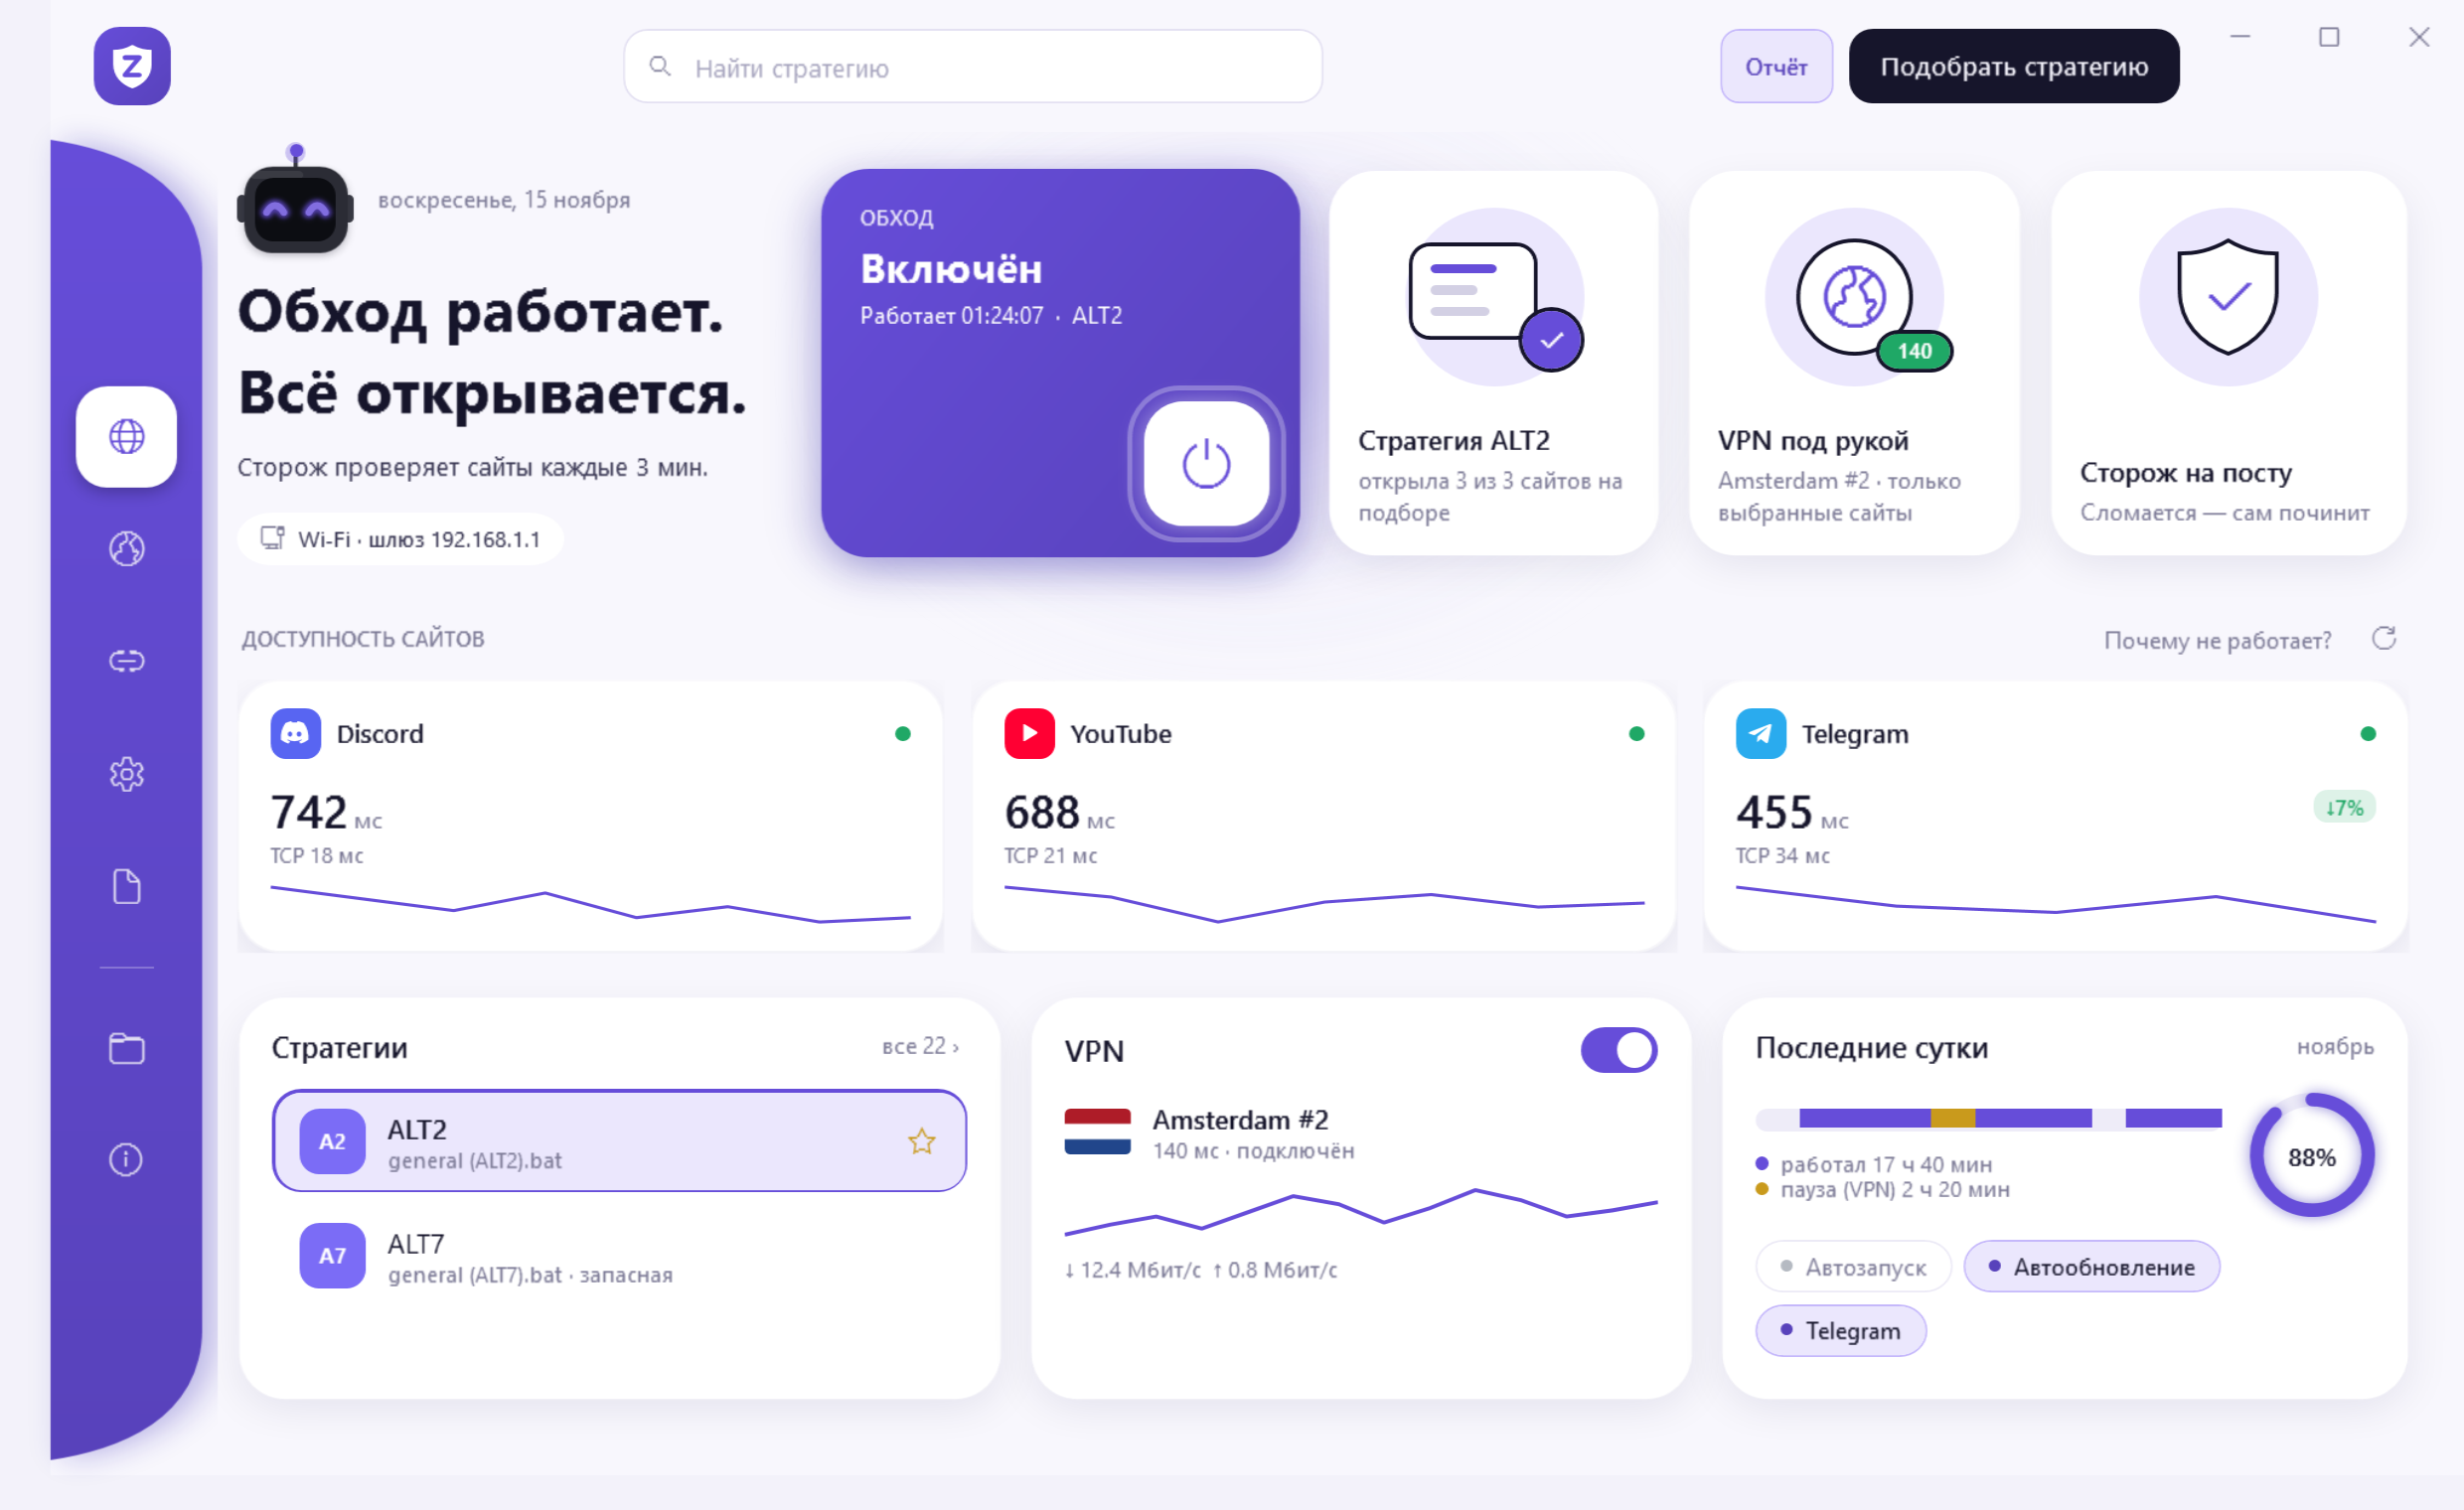 Z
Найти стратегию
Отчёт
Подобрать стратегию
воскресенье, 15 ноября
Обход работает.
Всё открывается.
Сторож проверяет сайты каждые 3 мин.
Wi-Fi · шлюз 192.168.1.1
ОБХОД
Включён
Работает 01:24:07 · ALT2
Стратегия ALT2
открыла 3 из 3 сайтов на
подборе
140
VPN под рукой
Amsterdam #2 · только
выбранные сайты
Сторож на посту
Сломается — сам починит
ДОСТУПНОСТЬ САЙТОВ
Почему не работает?
Discord
742 мс
TCP 18 мс
YouTube
688 мс
TCP 21 мс
Telegram
455 мс
↓7%
TCP 34 мс
Стратегии
все 22 ›
A2
ALT2
general (ALT2).bat
A7
ALT7
general (ALT7).bat · запасная
VPN
Amsterdam #2
140 мс · подключён
↓ 12.4 Мбит/с ↑ 0.8 Мбит/с
Последние сутки
ноябрь
работал 17 ч 40 мин
пауза (VPN) 2 ч 20 мин
88%
Автозапуск
Автообновление
Telegram